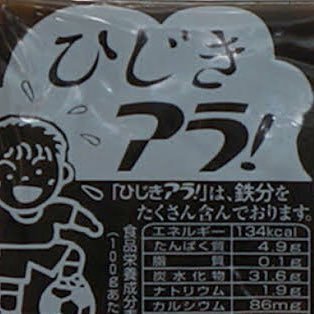 ひじき
アラ!
「ひじきアラ!」は、鉄分を
たくさん含んでおります。
食品栄養成分
(100gあた
エネルギー 134kcal
たんぱく質 4.9g
脂質 0.1g
炭水化物 31.6g
ナトリウム 1.9g
カルシウム 86mg